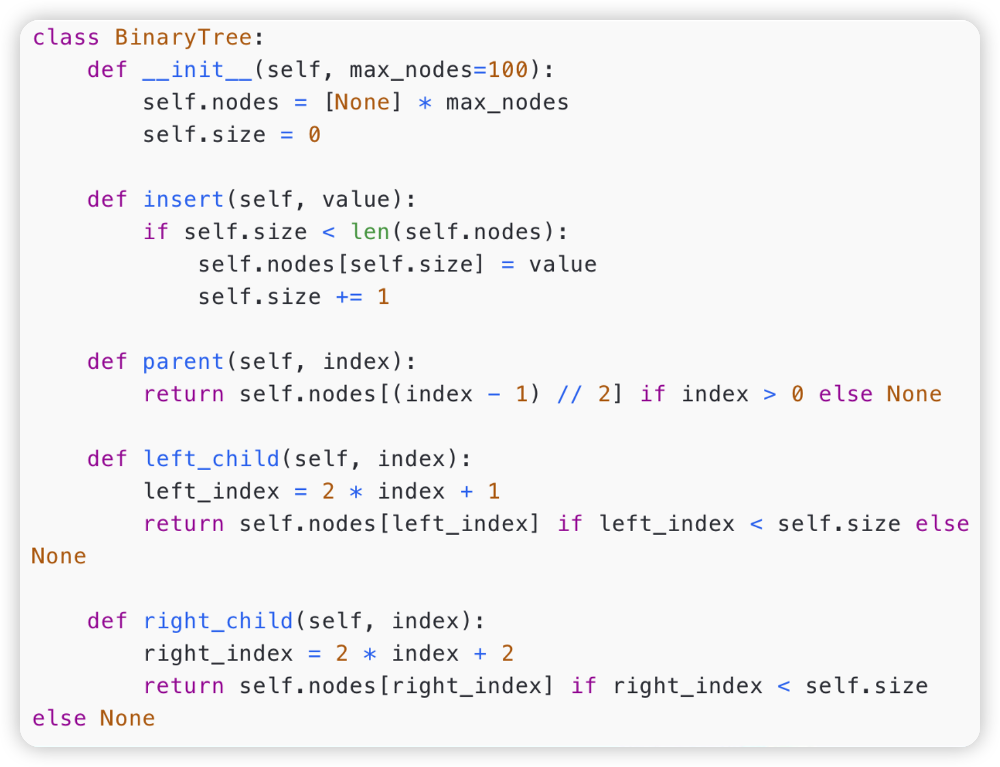 class BinaryTree:
    def __init__(self, max_nodes=100):
        self.nodes = [None] * max_nodes
        self.size = 0

    def insert(self, value):
        if self.size < len(self.nodes):
            self.nodes[self.size] = value
            self.size += 1

    def parent(self, index):
        return self.nodes[(index - 1) // 2] if index > 0 else None

    def left_child(self, index):
        left_index = 2 * index + 1
        return self.nodes[left_index] if left_index < self.size else
None

    def right_child(self, index):
        right_index = 2 * index + 2
        return self.nodes[right_index] if right_index < self.size
else None